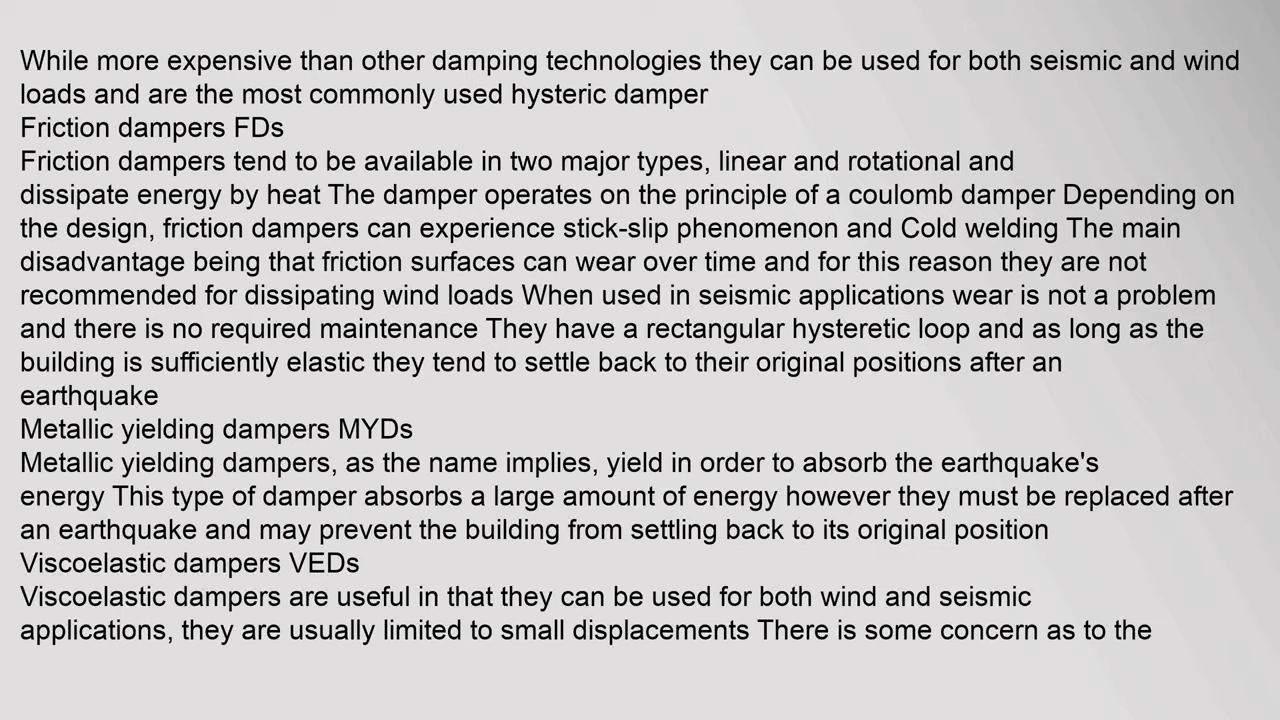 While more expensive than other damping technologies they can be used for both seismic and wind
loads and are the most commonly used hysteric damper
Friction dampers FDs
Friction dampers tend to be available in two major types, linear and rotational and
dissipate energy by heat The damper operates on the principle of a coulomb damper Depending on
the design, friction dampers can experience stick-slip phenomenon and Cold welding The main
disadvantage being that friction surfaces can wear over time and for this reason they are not
recommended for dissipating wind loads When used in seismic applications wear is not a problem
and there is no required maintenance They have a rectangular hysteretic loop and as long as the
building is sufficiently elastic they tend to settle back to their original positions after an
earthquake
Metallic yielding dampers MYDs
Metallic yielding dampers, as the name implies, yield in order to absorb the earthquake's
energy This type of damper absorbs a large amount of energy however they must be replaced after
an earthquake and may prevent the building from settling back to its original position
Viscoelastic dampers VEDs
Viscoelastic dampers are useful in that they can be used for both wind and seismic
applications, they are usually limited to small displacements There is some concern as to the